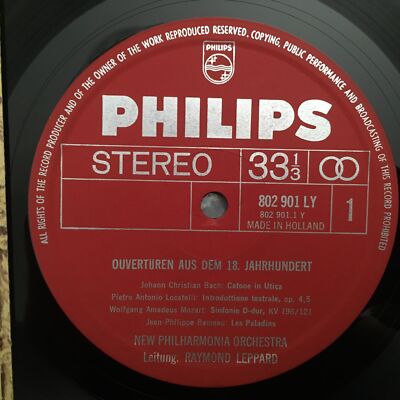 ALL RIGHTS OF THE RECORD PRODUCER AND OF THE OWNER OF THE WORK REPRODUCED RESERVED. COPYING, PUBLIC PERFORMANCE AND BROADCASTING OF THIS RECORD PROHIBITED
PHILIPS
PHILIPS
STEREO 33 1/3
802 901 LY
802 901.1 Y
MADE IN HOLLAND
1
OUVERTÜREN AUS DEM 18. JAHRHUNDERT
Johann Christian Bach: Catone in Utica
Pietro Antonio Locatelli: Introduttione teatrale, op. 4,5
Wolfgang Amadeus Mozart: Sinfonie D-dur, KV 196/121
Jean-Philippe Rameau: Les Paladins
NEW PHILHARMONIA ORCHESTRA
Leitung: RAYMOND LEPPARD